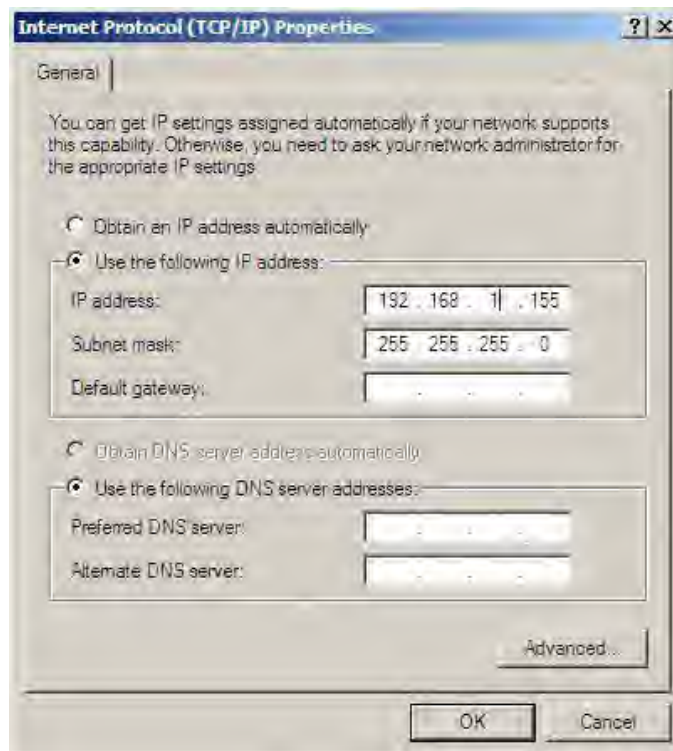 Internet Protocol (TCP/IP) Properties
General
You can get IP settings assigned automatically if your network supports
this capability. Otherwise, you need to ask your network administrator for
the appropriate IP settings.
Obtain an IP address automatically
Use the following IP address:
IP address: 192 . 168 . 1 . 155
Subnet mask: 255 . 255 . 255 . 0
Default gateway: . . .
Obtain DNS server address automatically
Use the following DNS server addresses:
Preferred DNS server: . . .
Alternate DNS server: . . .
Advanced...
OK Cancel